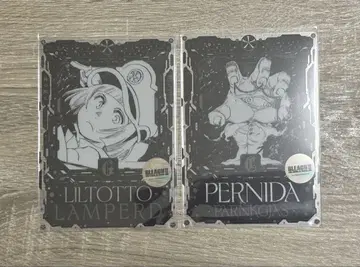 G
LILTOTTO
LAMPERD
PERNIDA
PARNKGJAS